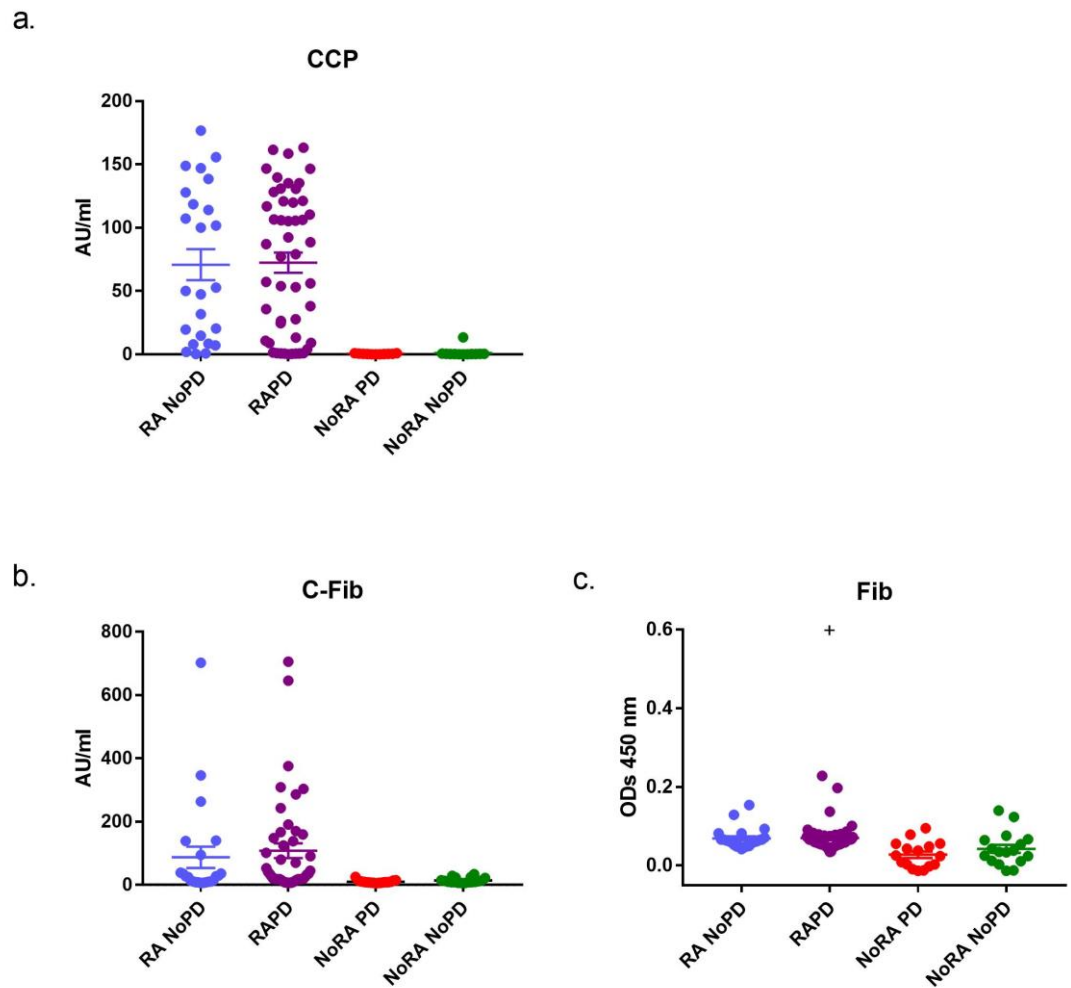 a.
CCP
200
150
100
50
0
AU/ml
RA NoPD
RAPD
NoRA PD
NoRA NoPD
b.
C-Fib
800
600
400
200
0
AU/ml
RA NoPD
RAPD
NoRA PD
NoRA NoPD
c.
Fib
0.6
0.4
0.2
0.0
ODs 450 nm
+
RA NoPD
RAPD
NoRA PD
NoRA NoPD